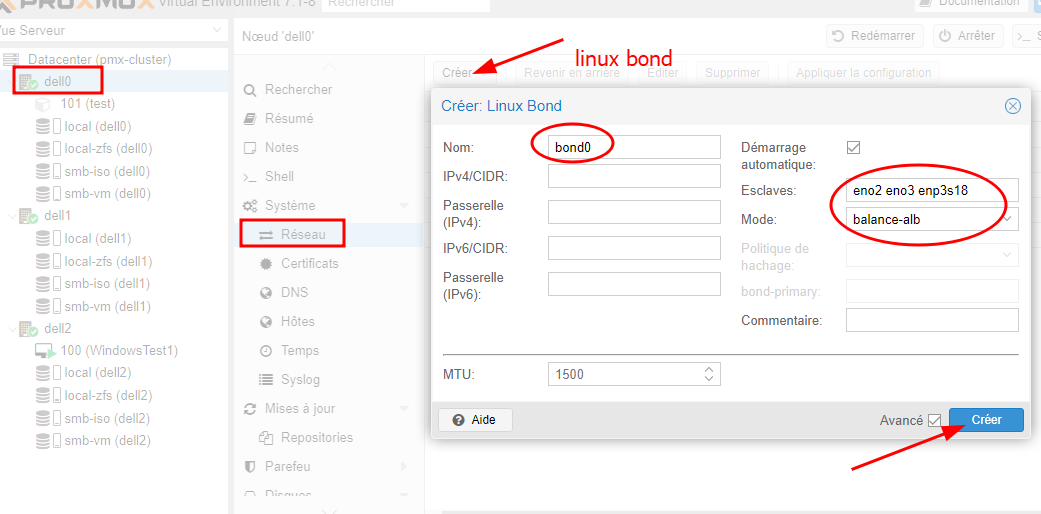 PROXMOX Virtual Environment 7.1-8 Rechercher Documentation
Vue Serveur
Nœud 'dell0' Redémarrer Arrêter
Datacenter (pmx-cluster)
dell0
101 (test)
local (dell0)
local-zfs (dell0)
smb-iso (dell0)
smb-vm (dell0)
dell1
local (dell1)
local-zfs (dell1)
smb-iso (dell1)
smb-vm (dell1)
dell2
100 (WindowsTest1)
local (dell2)
local-zfs (dell2)
smb-iso (dell2)
smb-vm (dell2)
Rechercher
Résumé
Notes
Shell
Système
Réseau
Certificats
DNS
Hôtes
Temps
Syslog
Mises à jour
Repositories
Parefeu
Disques
linux bond
Créer Revenir en arrière Éditer Supprimer Appliquer la configuration
Créer: Linux Bond
Nom: bond0
IPv4/CIDR:
Passerelle
(IPv4):
IPv6/CIDR:
Passerelle
(IPv6):
Démarrage
automatique:
Esclaves: eno2 eno3 enp3s18
Mode: balance-alb
Politique de
hachage:
bond-primary:
Commentaire:
MTU: 1500
Aide Avancé Créer